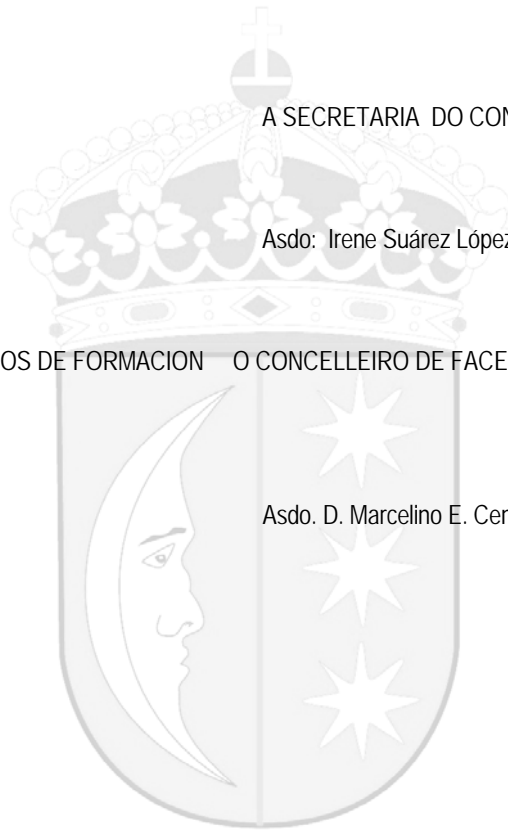 A SECRETARIA DO CON
Asdo: Irene Suárez López
OS DE FORMACION O CONCELLEIRO DE FACE
Asdo. D. Marcelino E. Cer